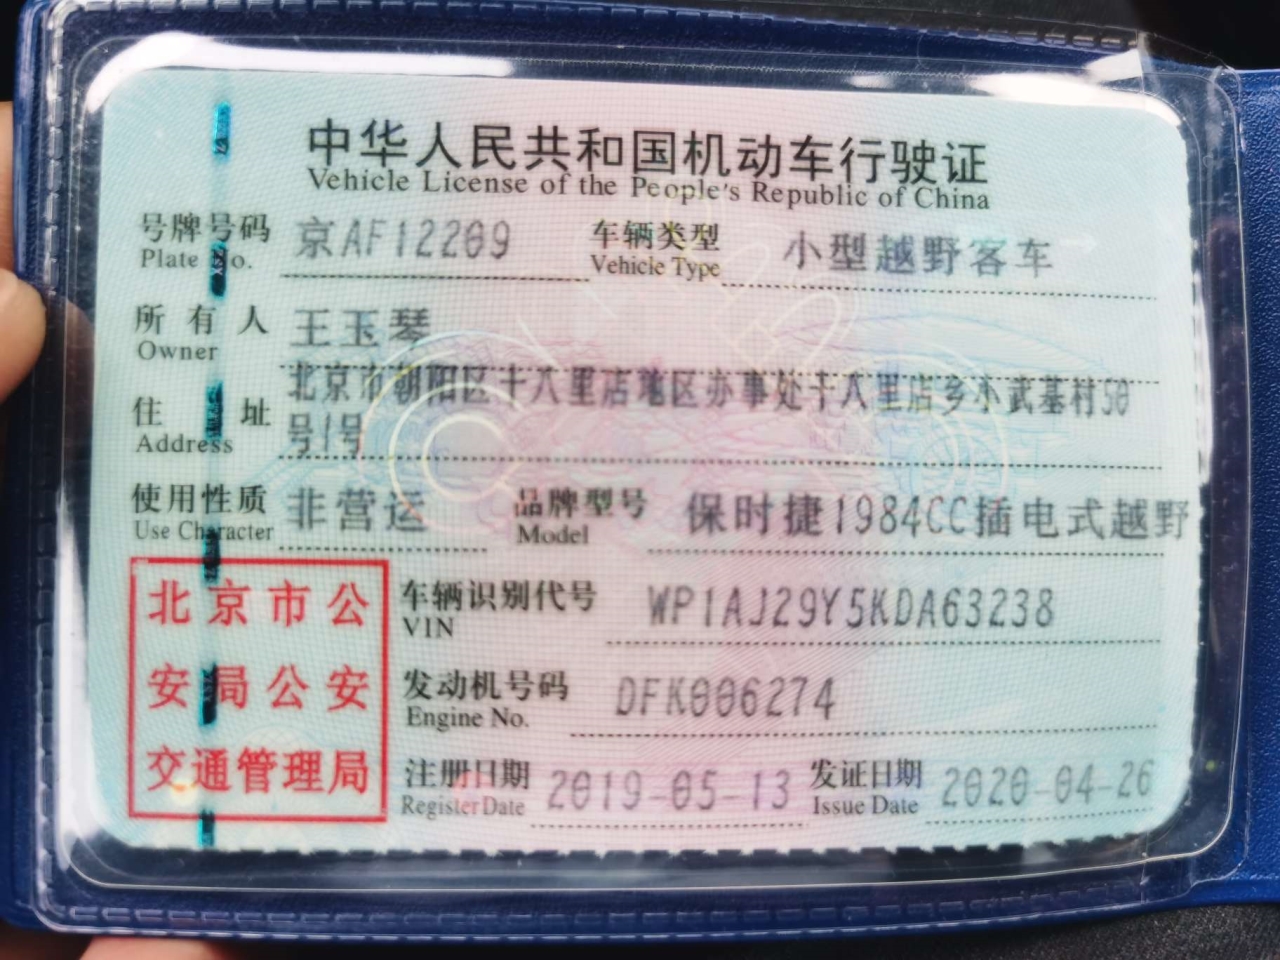 中华人民共和国机动车行驶证
Vehicle License of the People's Republic of China
号牌号码 京AF12209 车辆类型 小型越野客车
Plate No. Vehicle Type
所有人 王玉琴
Owner
住址 北京市朝阳区十八里店地区办事处十八里店乡小武基村50
Address 号1号
使用性质 非营运 品牌型号 保时捷1984CC插电式越野
Use Character Model
北京市公
安局公安
交通管理局
车辆识别代号 WP1AJ29Y5KDA63238
VIN
发动机号码 DFK006274
Engine No.
注册日期 2019-05-13 发证日期 2020-04-26
Register Date Issue Date